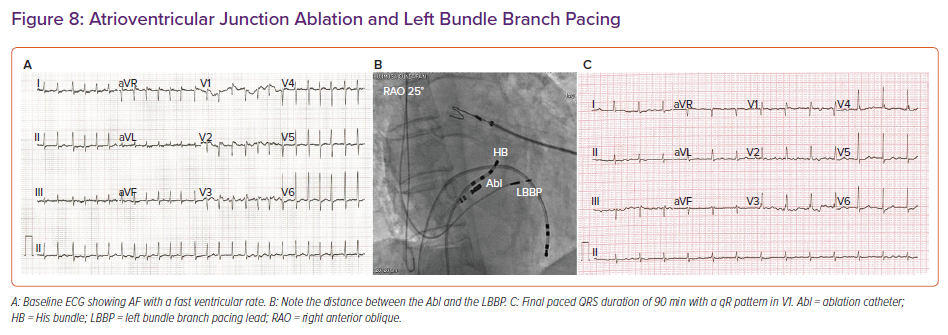 Figure 8: Atrioventricular Junction Ablation and Left Bundle Branch Pacing
A
I aVR V1 V4
II aVL V2 V5
III aVF V3 V6
II
B
RAO 25°
HB
Abl
LBBP
C
I aVR V1 V4
II aVL V2 V5
III aVF V3 V6
II
A: Baseline ECG showing AF with a fast ventricular rate. B: Note the distance between the Abl and the LBBP. C: Final paced QRS duration of 90 min with a qR pattern in V1. Abl = ablation catheter;
HB = His bundle; LBBP = left bundle branch pacing lead; RAO = right anterior oblique.